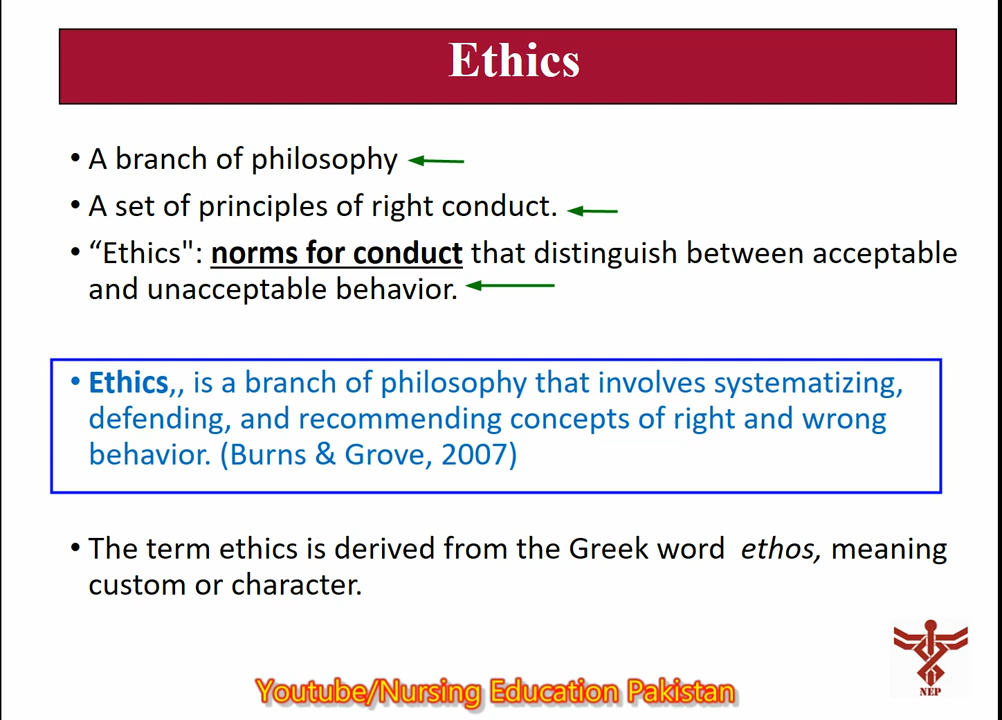 Ethics
• A branch of philosophy
• A set of principles of right conduct.
• “Ethics": norms for conduct that distinguish between acceptable
and unacceptable behavior.
• Ethics,, is a branch of philosophy that involves systematizing,
defending, and recommending concepts of right and wrong
behavior. (Burns & Grove, 2007)
• The term ethics is derived from the Greek word ethos, meaning
custom or character.
NEP
Youtube/Nursing Education Pakistan